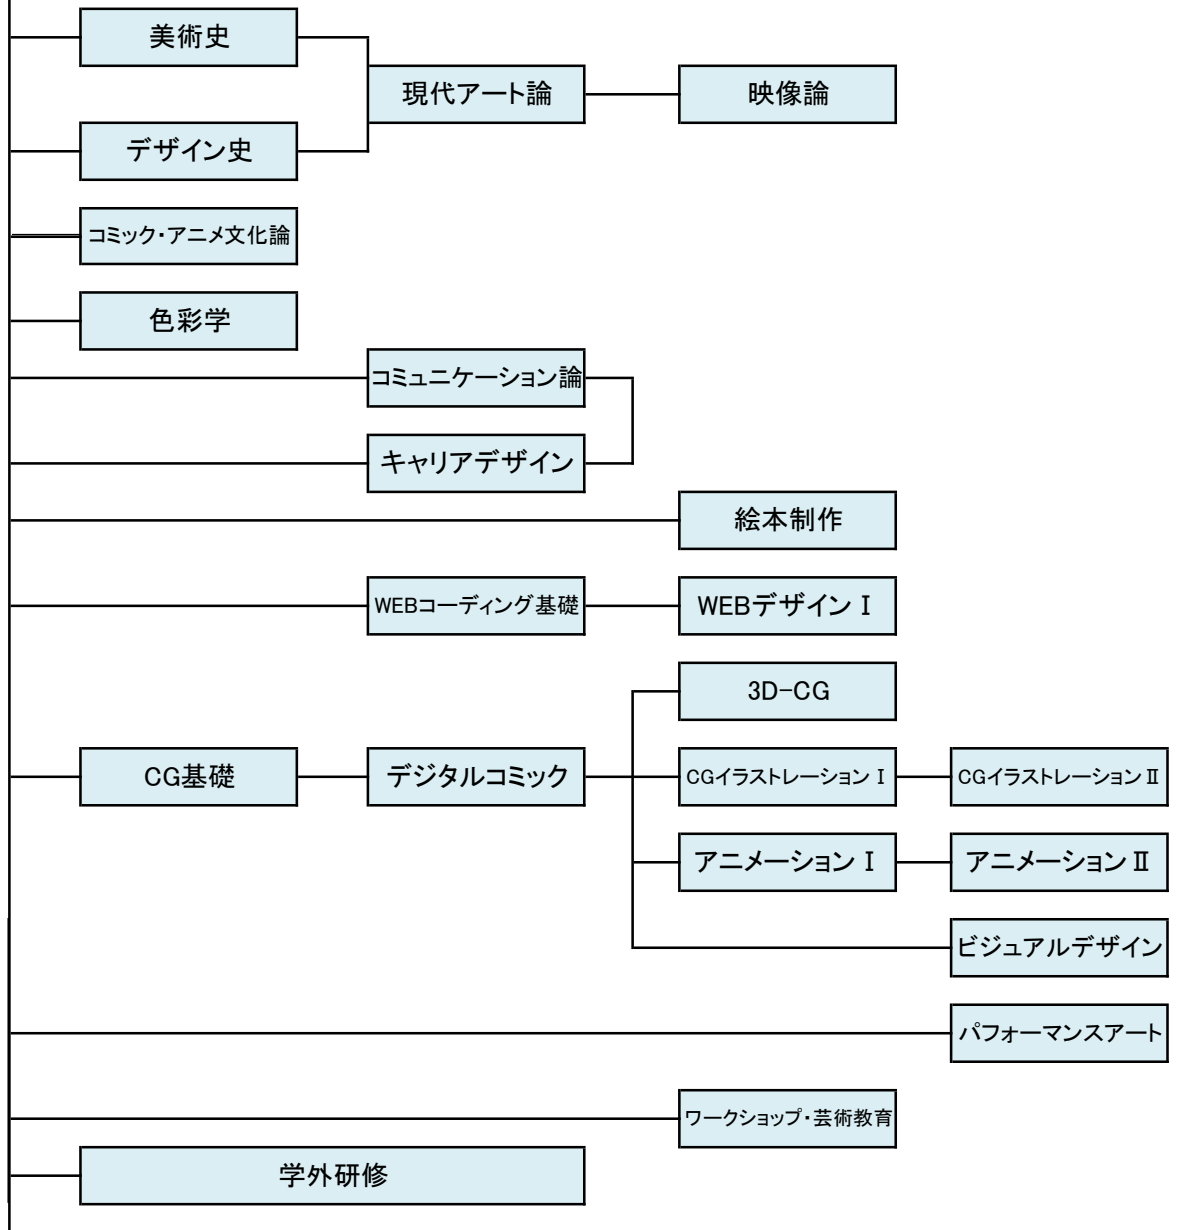 美術史
現代アート論
映像論
デザイン史
コミック・アニメ文化論
色彩学
コミュニケーション論
キャリアデザイン
絵本制作
WEBコーディング基礎
WEBデザインⅠ
3D-CG
CG基礎
デジタルコミック
CGイラストレーションⅠ
CGイラストレーションⅡ
アニメーションⅠ
アニメーションⅡ
ビジュアルデザイン
パフォーマンスアート
ワークショップ・芸術教育
学外研修